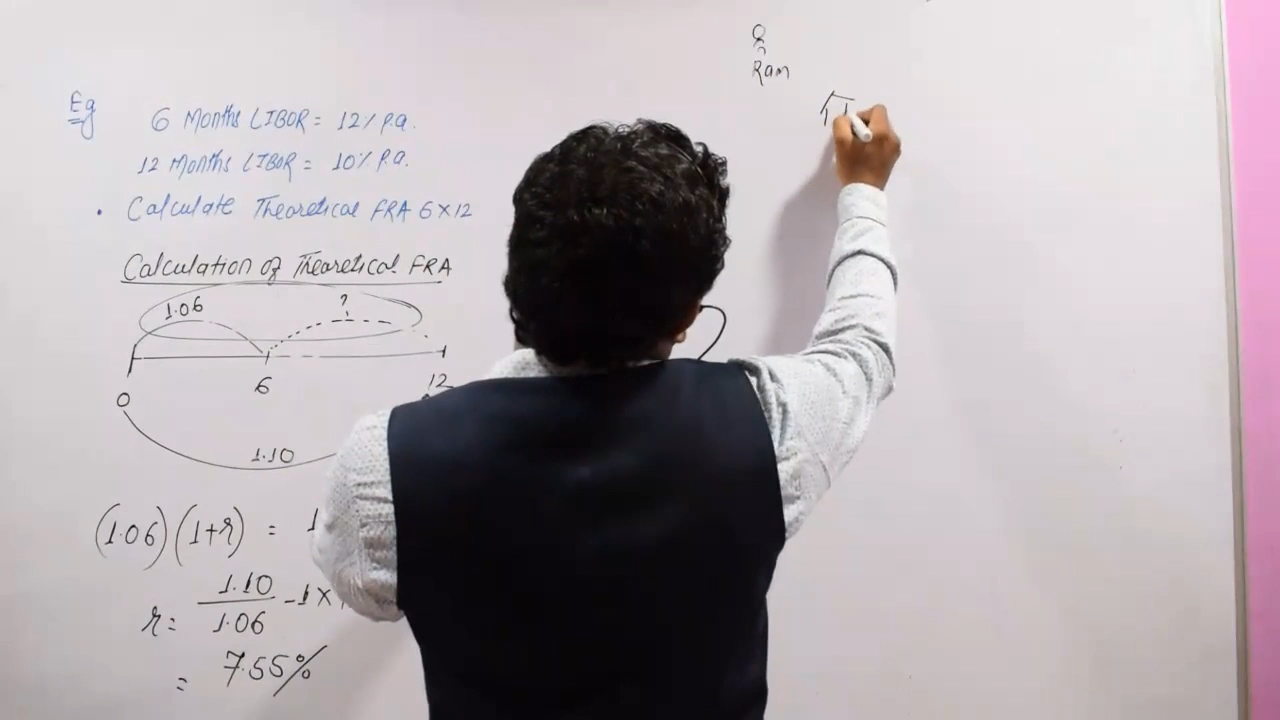 Eg
6 Months LIBOR = 12% P.a.
12 Months LIBOR = 10% P.a.
• Calculate Theoretical FRA 6×12
Calculation of Theoretical FRA
1.06 ?
0 6 12
1.10
(1.06)(1+r) = 1
r = 1.10/1.06 -1×
= 7.55%
Ram